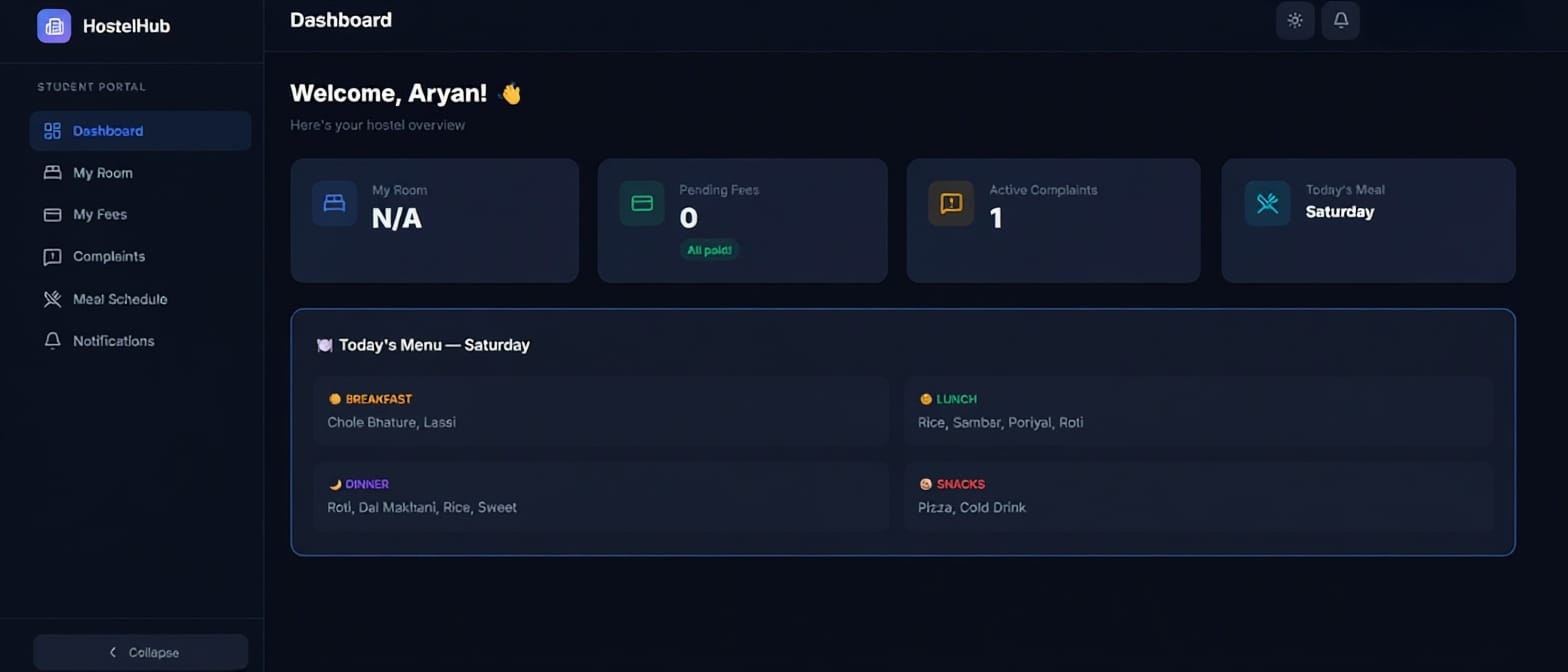 HostelHub
Dashboard
STUDENT PORTAL
Dashboard
My Room
My Fees
Complaints
Meal Schedule
Notifications
Collapse
Welcome, Aryan! 👋
Here's your hostel overview
My Room
N/A
Pending Fees
0
All paid!
Active Complaints
1
Today's Meal
Saturday
🍽️ Today's Menu — Saturday
BREAKFAST
Chole Bhature, Lassi
LUNCH
Rice, Sambar, Poriyal, Roti
🌙 DINNER
Roti, Dal Makhani, Rice, Sweet
SNACKS
Pizza, Cold Drink